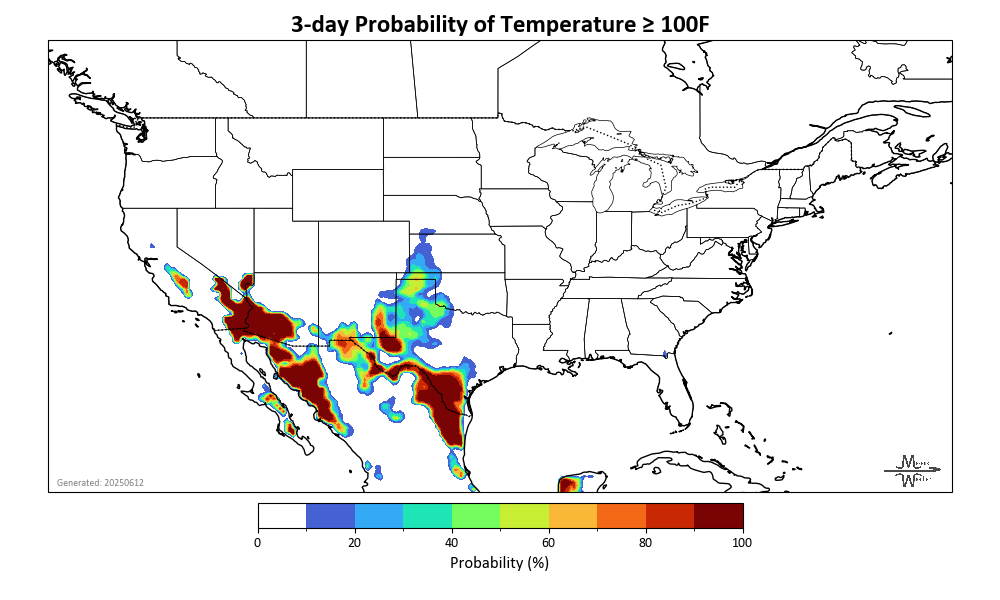 3-day Probability of Temperature ≥ 100F
Generated: 20250612
0 20 40 60 80 100
Probability (%)